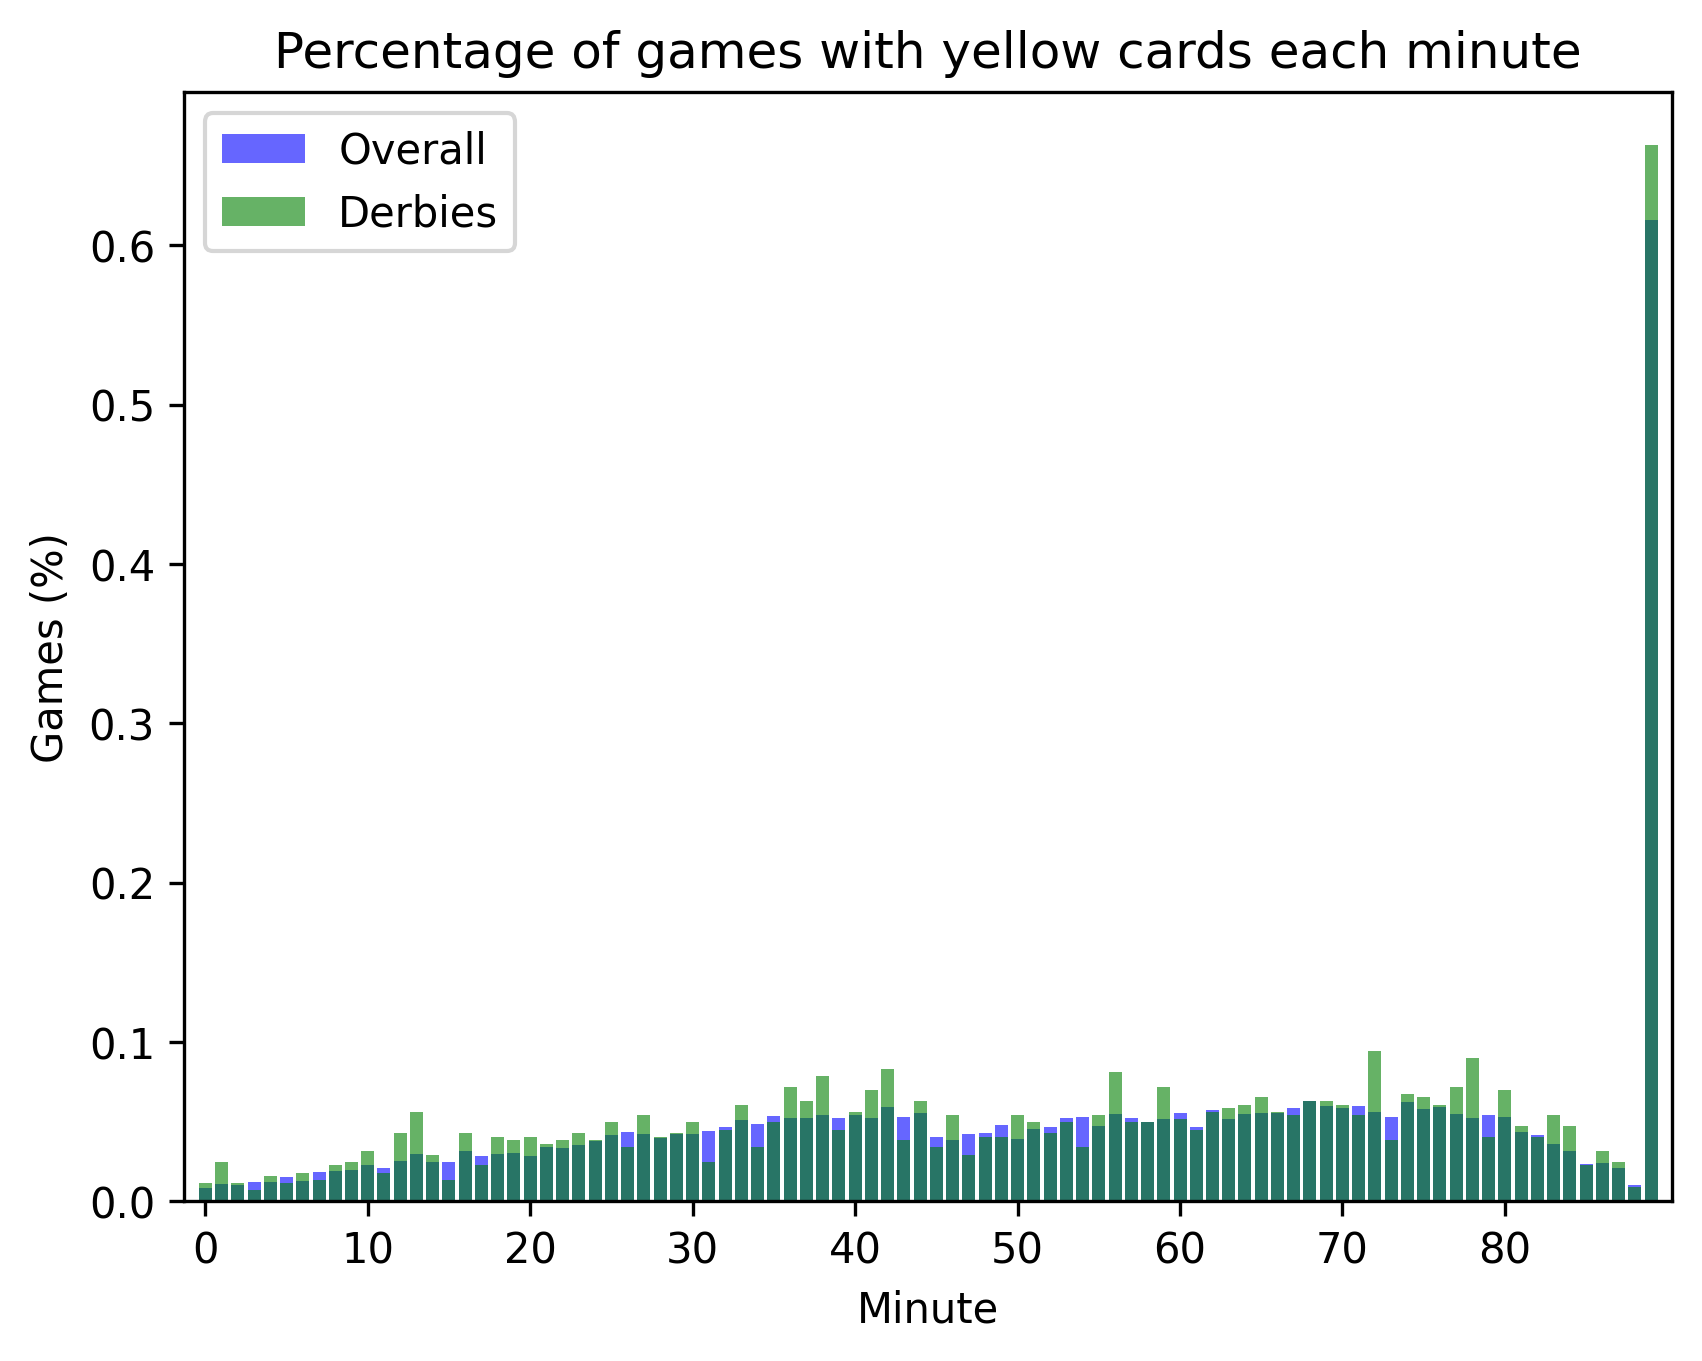 Percentage of games with yellow cards each minute
Overall
Derbies
0.6
0.5
0.4
0.3
0.2
0.1
0.0
Games (%)
0 10 20 30 40 50 60 70 80
Minute